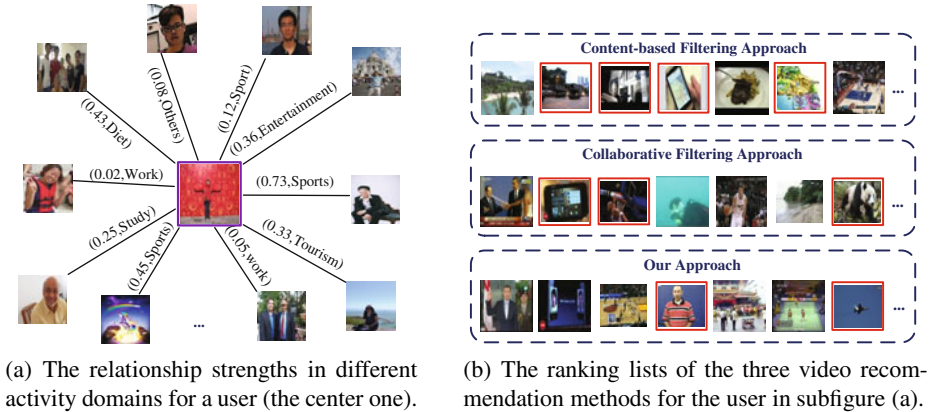 (0.43,Diet)
(0.08,Others)
(0.12,Sport)
(0.36,Entertainment)
(0.02,Work)
(0.73,Sports)
(0.25,Study)
(0.45,Sports)
(0.05,work)
(0.33,Tourism)
...
(a) The relationship strengths in different
activity domains for a user (the center one).
Content-based Filtering Approach
...
Collaborative Filtering Approach
...
Our Approach
...
(b) The ranking lists of the three video recom-
mendation methods for the user in subfigure (a).